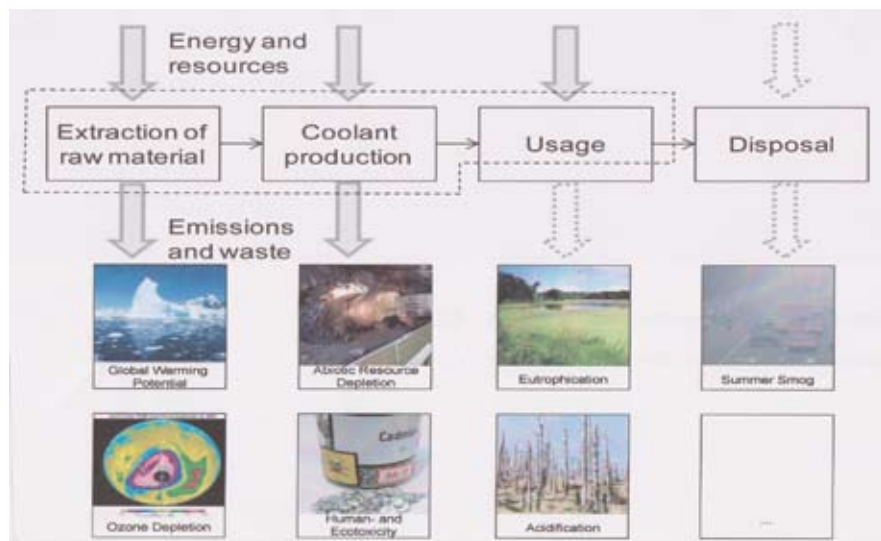 Energy and
resources
Extraction of
raw material
Coolant
production
Usage
Disposal
Emissions
and waste
Global Warming
Potential
Abiotic Resource
Depletion
Eutrophication
Summer Smog
Ozone Depletion
Human- and
Ecotoxicity
Acidification